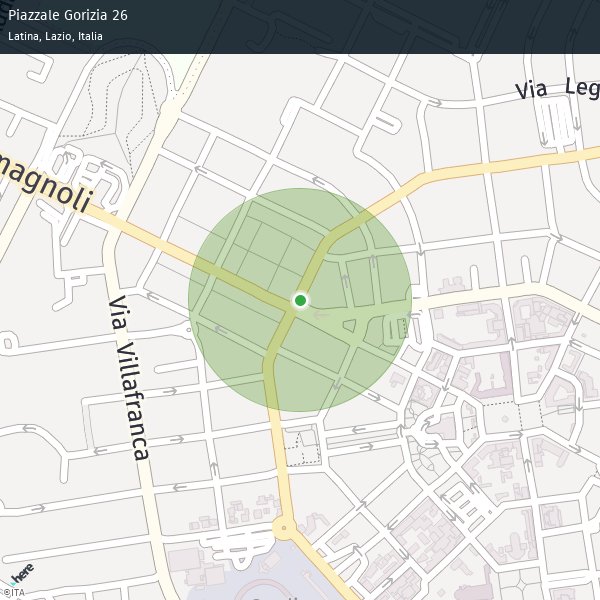 Piazzale Gorizia 26
Latina, Lazio, Italia
Via Leg
magnoli
Via Villafranca
here
©ITA